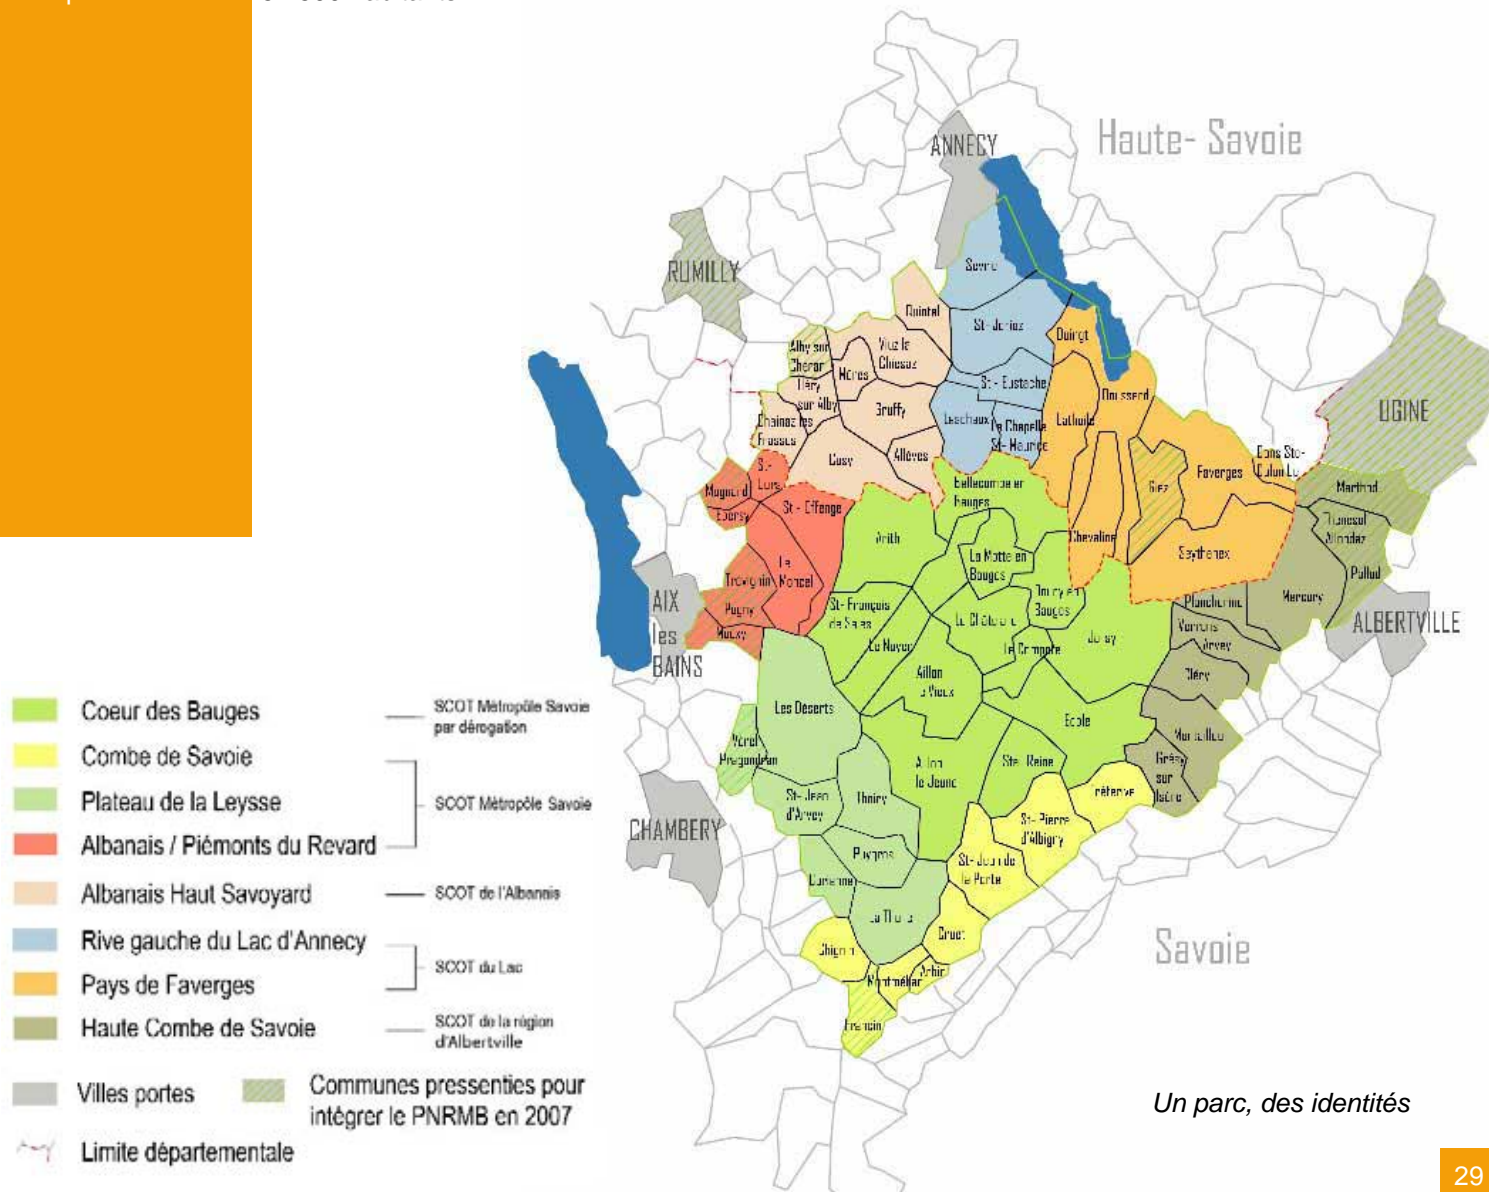 Haute- Savoie
ANNECY
RUMILLY
Sevrier
Quintal
St- Jorioz
Duingt
Alby sur
Cheran
Viuz la
Chiesaz
Mûres
Héry
sur Alby
St - Eustache
Doussard
UGINE
Gruffy
Leschaux
La Chapelle
St- Maurice
Lathuile
Chainaz les
Frassus
Cusy
Allèves
Giez
Faverges
Marthod
Bellecombe en
Bauges
St - Offenge
Arith
Chevaline
Seythenex
La Motte en
Bauges
Le
Montcel
Trevignin
Pugny
Mouxy
AIX
les
BAINS
St- François
de Sales
Doucy en
Bauges
Mercury
Pallud
ALBERTVILLE
Le Noyer
Jarsy
Verrens
Arvey
Cléry
Aillon
le Vieux
Les Déserts
Ecole
Verel
Pragondran
Aillon
le Jeune
Ste- Reine
Grésy
sur
Isère
St- Jean
d'Arvey
Thoiry
CHAMBERY
Puygros
St- Pierre
d'Albigny
St- Jean de
la Porte
La Thuile
Cruet
Chignin
Arbin
Montmélian
Francin
Savoie
Coeur des Bauges
SCOT Métropôle Savoie
par dérogation
Combe de Savoie
Plateau de la Leysse
SCOT Métropôle Savoie
Albanais / Piémonts du Revard
Albanais Haut Savoyard
SCOT de l'Albanais
Rive gauche du Lac d'Annecy
SCOT du Lac
Pays de Faverges
Haute Combe de Savoie
SCOT de la région
d'Albertville
Villes portes
Communes pressenties pour
intégrer le PNRMB en 2007
Limite départementale
Un parc, des identités
29